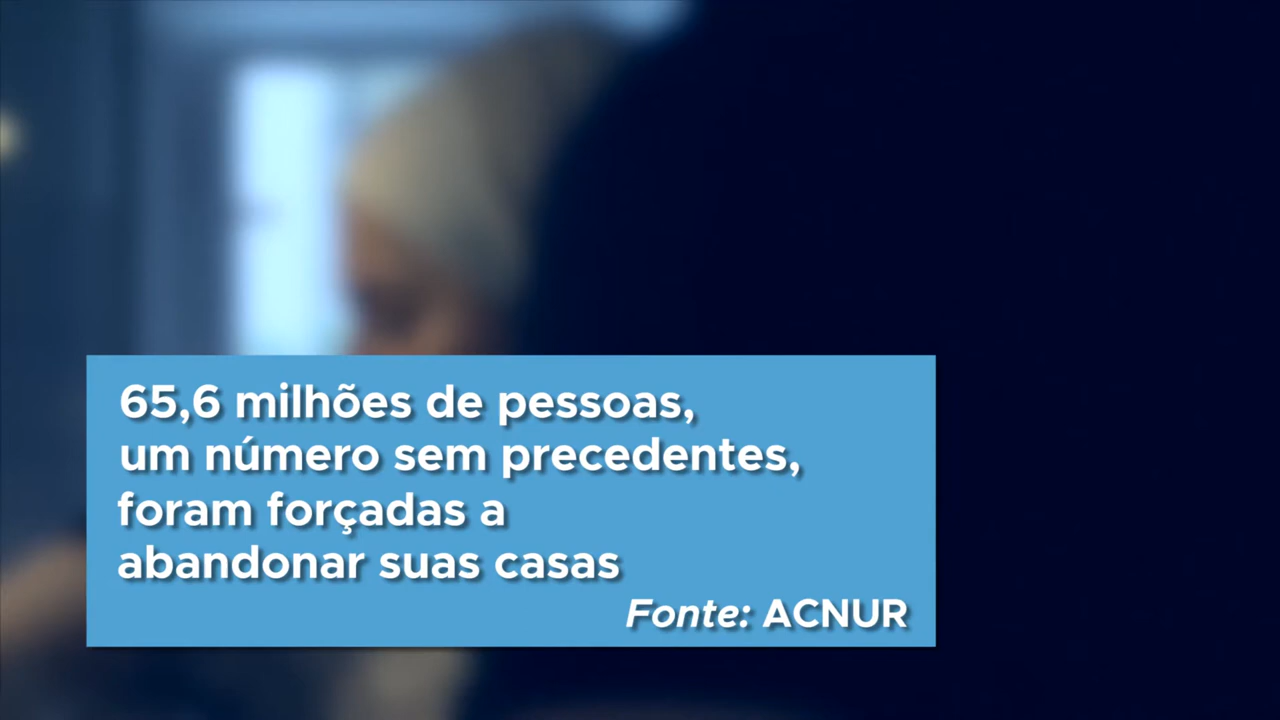 65,6 milhões de pessoas,
um número sem precedentes,
foram forçadas a
abandonar suas casas
Fonte: ACNUR